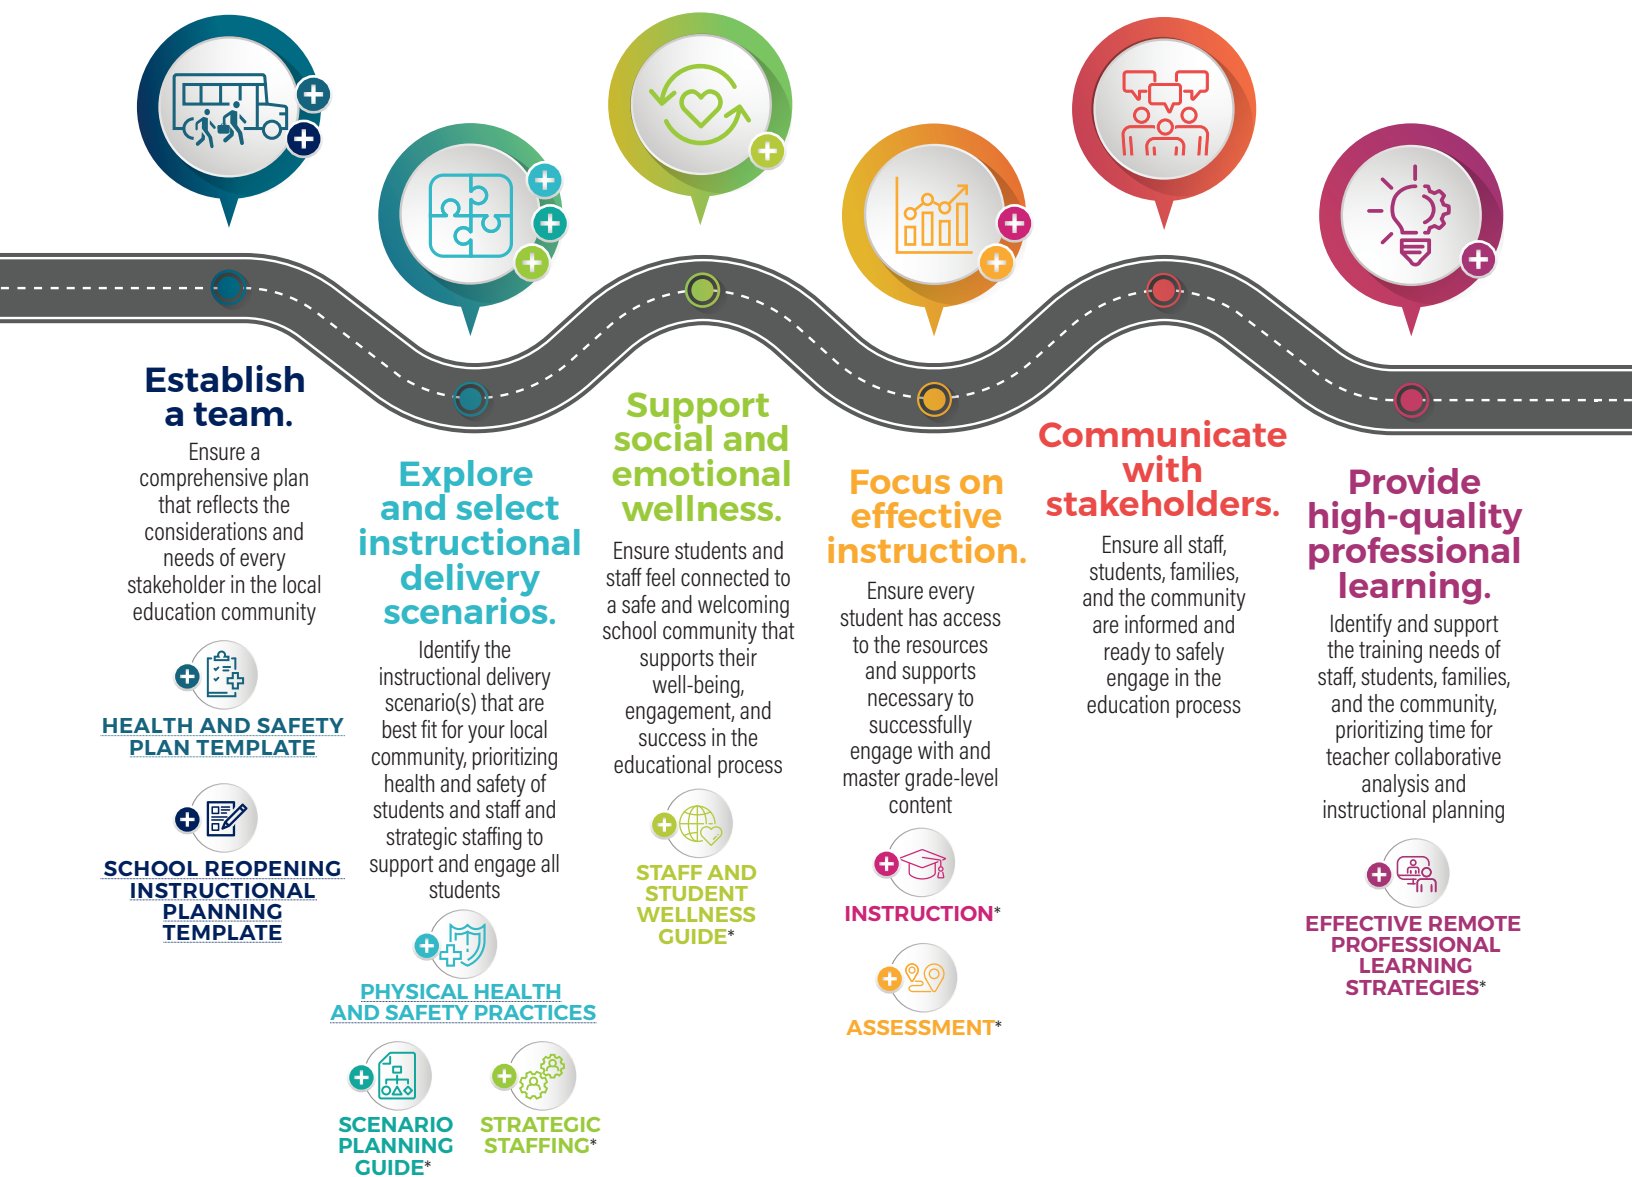 Establish
a team.
Ensure a
comprehensive plan
that reflects the
considerations and
needs of every
stakeholder in the local
education community
HEALTH AND SAFETY
PLAN TEMPLATE
SCHOOL REOPENING
INSTRUCTIONAL
PLANNING
TEMPLATE
Explore
and select
instructional
delivery
scenarios.
Identify the
instructional delivery
scenario(s) that are
best fit for your local
community, prioritizing
health and safety of
students and staff and
strategic staffing to
support and engage all
students
PHYSICAL HEALTH
AND SAFETY PRACTICES
SCENARIO
PLANNING
GUIDE*
STRATEGIC
STAFFING*
Support
social and
emotional
wellness.
Ensure students and
staff feel connected to
a safe and welcoming
school community that
supports their
well-being,
engagement, and
success in the
educational process
STAFF AND
STUDENT
WELLNESS
GUIDE*
Focus on
effective
instruction.
Ensure every
student has access
to the resources
and supports
necessary to
successfully
engage with and
master grade-level
content
INSTRUCTION*
ASSESSMENT*
Communicate
with
stakeholders.
Ensure all staff,
students, families,
and the community
are informed and
ready to safely
engage in the
education process
Provide
high-quality
professional
learning.
Identify and support
the training needs of
staff, students, families,
and the community,
prioritizing time for
teacher collaborative
analysis and
instructional planning
EFFECTIVE REMOTE
PROFESSIONAL
LEARNING
STRATEGIES*